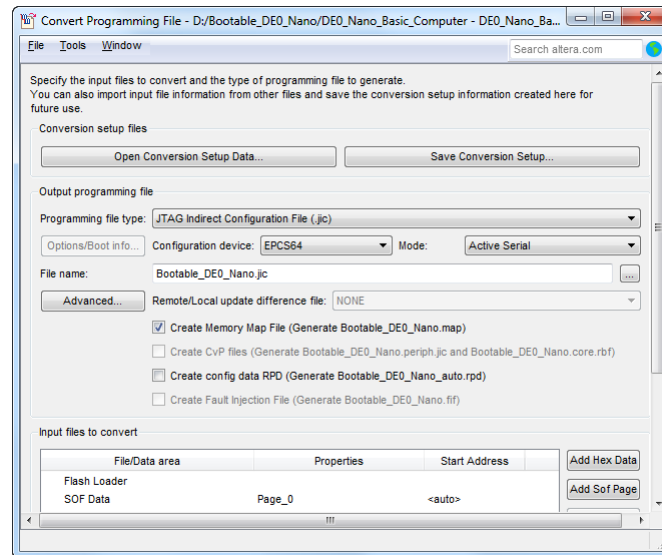 Convert Programming File - D:/Bootable_DE0_Nano/DE0_Nano_Basic_Computer - DE0_Nano_Ba...
File Tools Window
Search altera.com
Specify the input files to convert and the type of programming file to generate.
You can also import input file information from other files and save the conversion setup information created here for
future use.
Conversion setup files
Open Conversion Setup Data... Save Conversion Setup...
Output programming file
Programming file type: JTAG Indirect Configuration File (.jic)
Options/Boot info... Configuration device: EPCS64 Mode: Active Serial
File name: Bootable_DE0_Nano.jic ...
Advanced... Remote/Local update difference file: NONE
Create Memory Map File (Generate Bootable_DE0_Nano.map)
Create CvP files (Generate Bootable_DE0_Nano.periph.jic and Bootable_DE0_Nano.core.rbf)
Create config data RPD (Generate Bootable_DE0_Nano_auto.rpd)
Create Fault Injection File (Generate Bootable_DE0_Nano.fif)
Input files to convert
File/Data area Properties Start Address Add Hex Data
Flash Loader
SOF Data Page_0 <auto> Add Sof Page